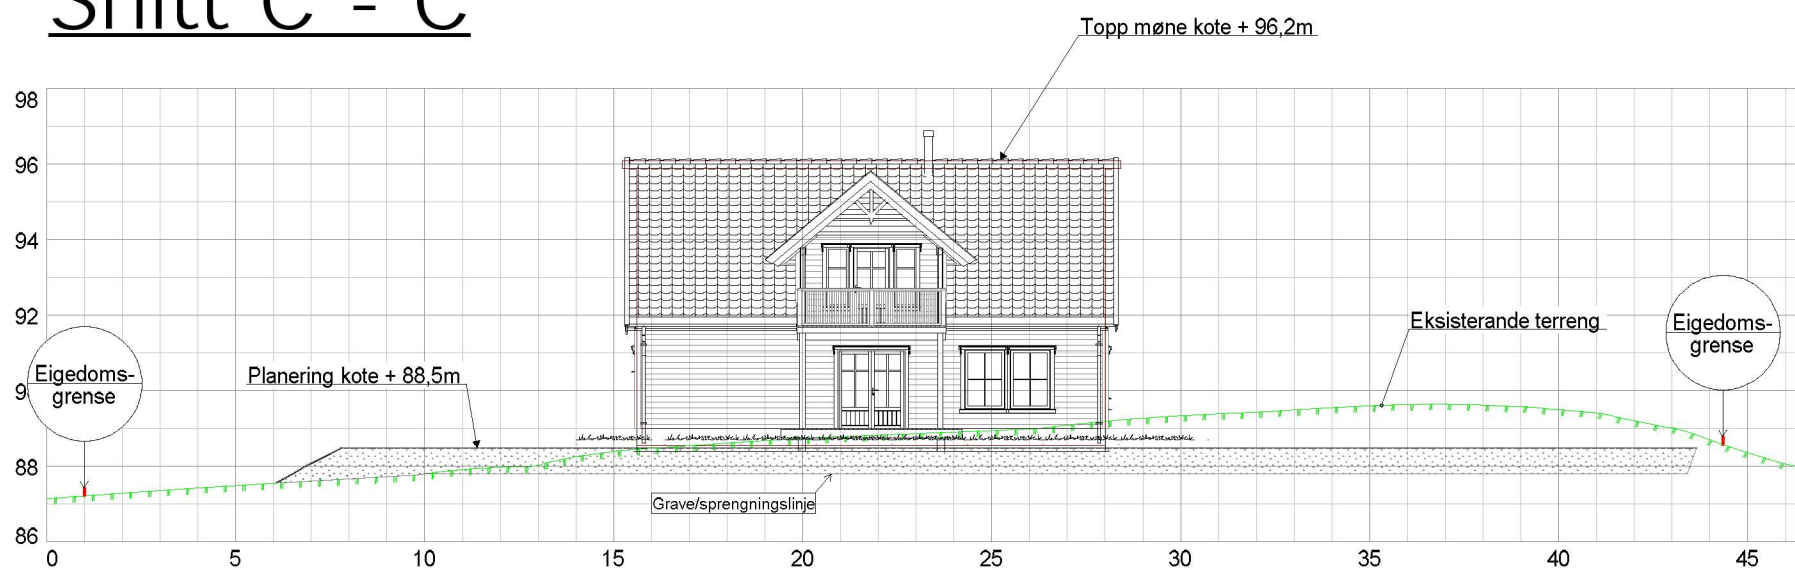 Snitt C - C
Topp møne kote + 96,2m
98
96
94
92
Eksisterande terreng
Eigedoms-
grense
Eigedoms-
grense
Planering kote + 88,5m
9
88
Grave/sprengningslinje
86
0 5 10 15 20 25 30 35 40 45